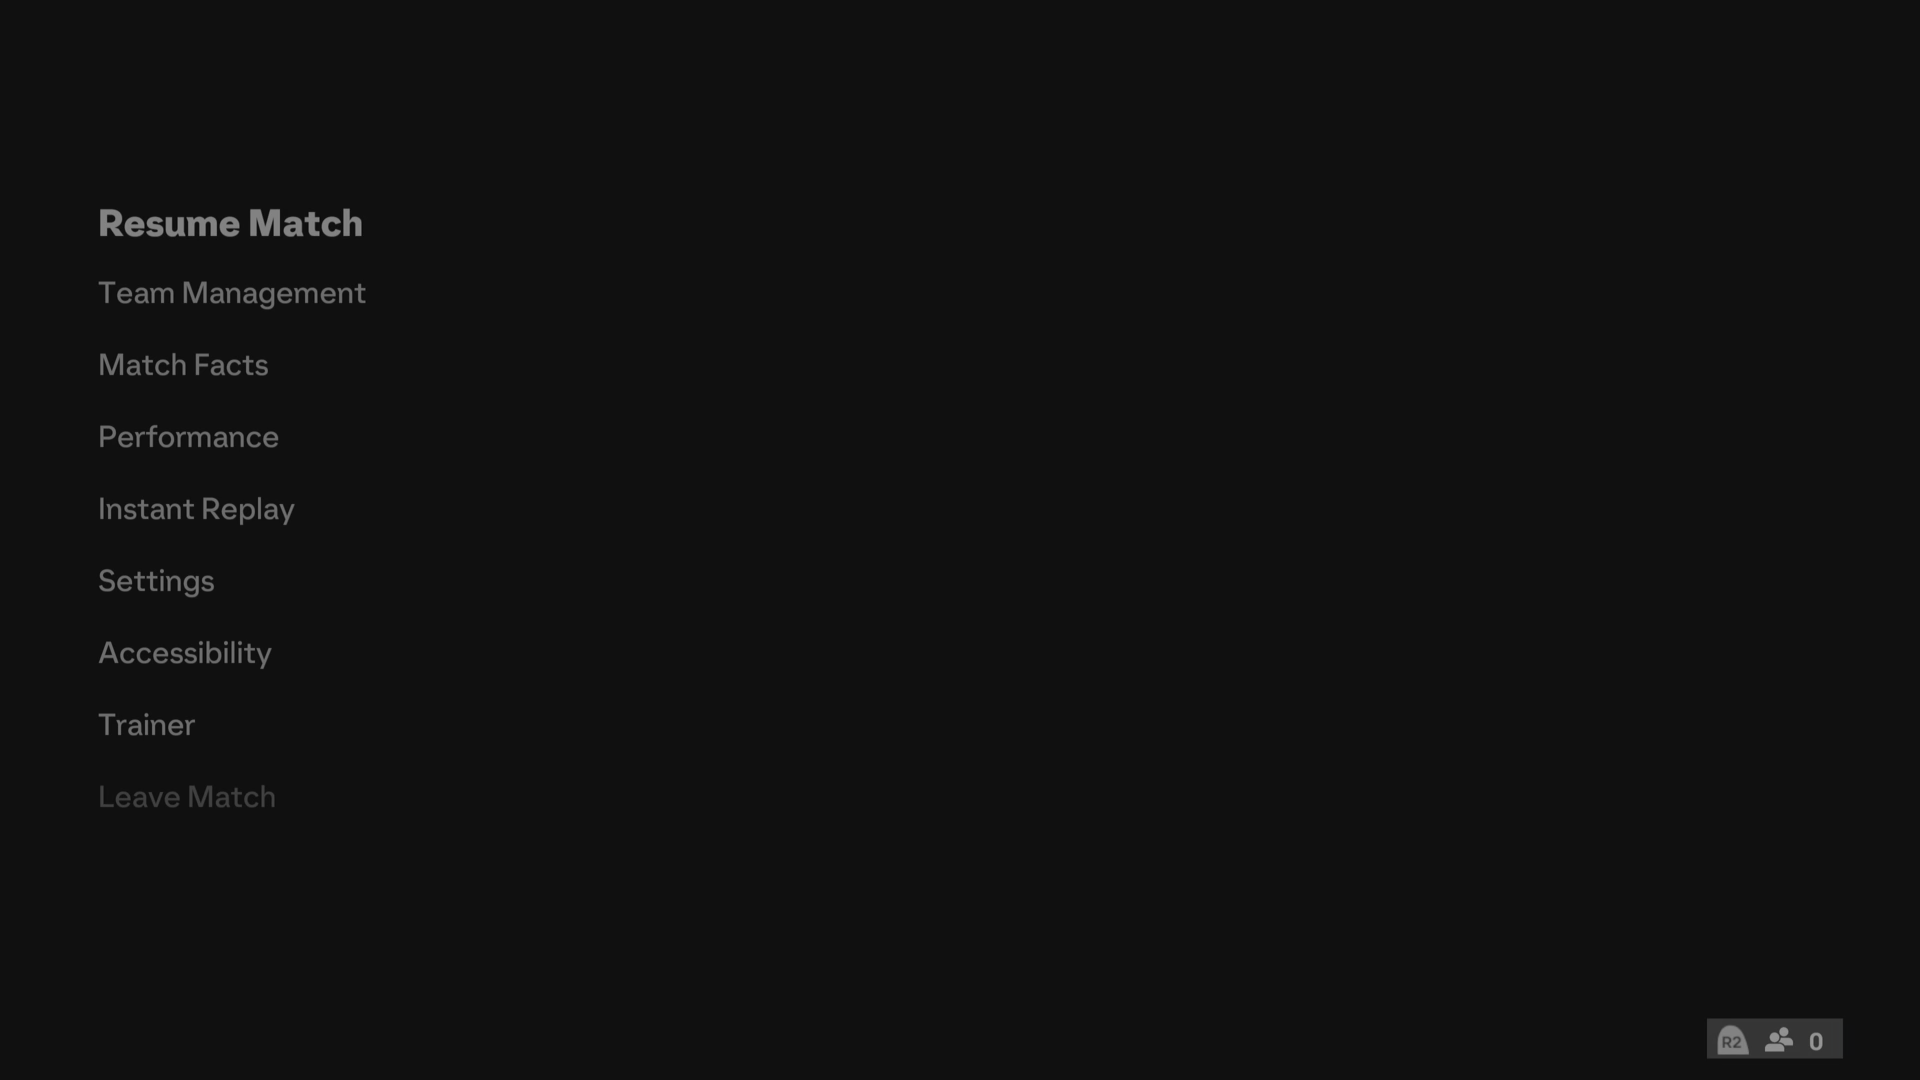 Resume Match
Team Management
Match Facts
Performance
Instant Replay
Settings
Accessibility
Trainer
Leave Match
R2 0